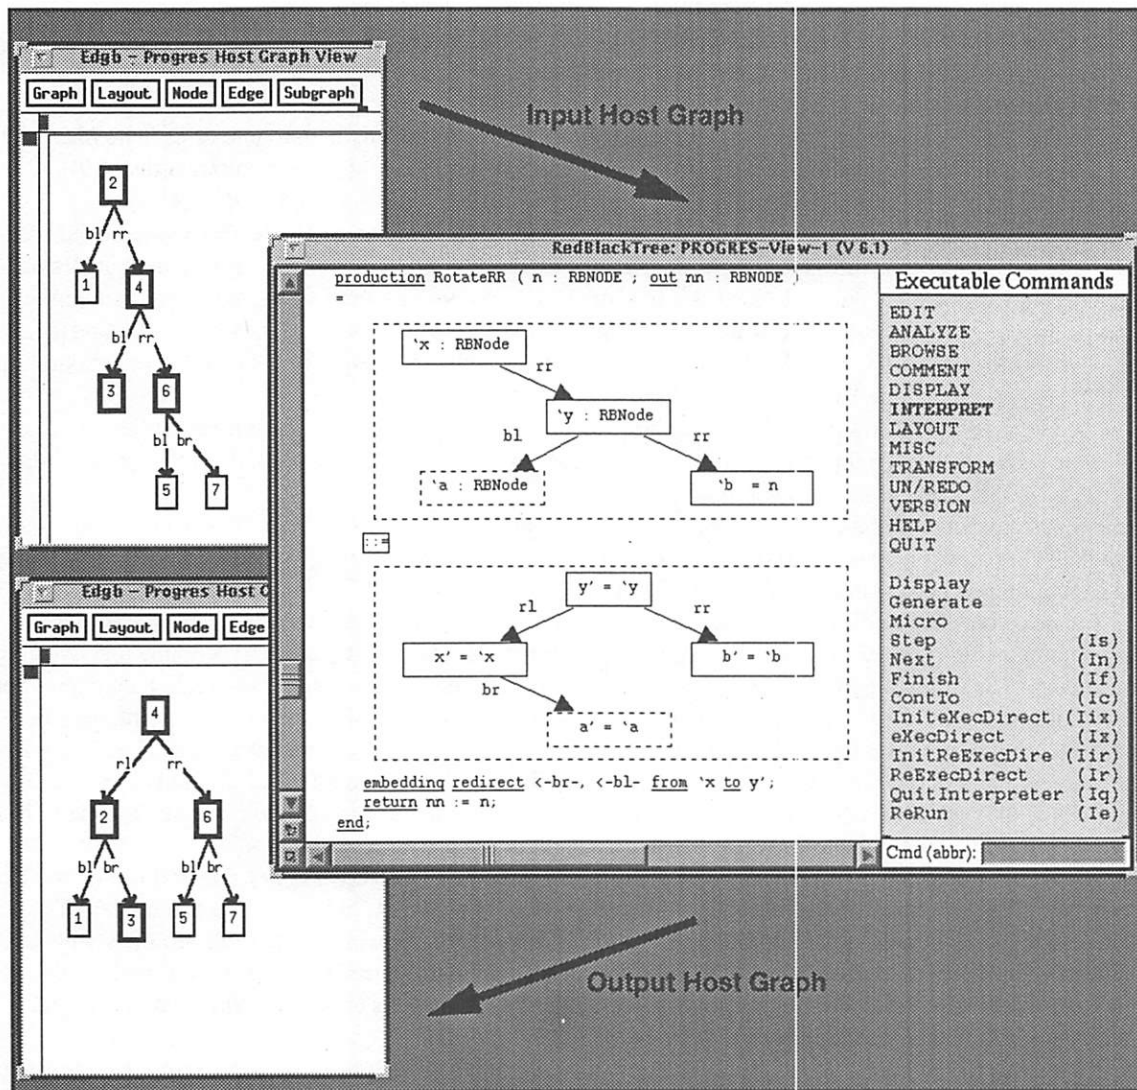 Edgb - Progres Host Graph View
Graph Layout Node Edge Subgraph
2
bl rr
1 4
bl rr
3 6
bl br
5 7
Input Host Graph
RedBlackTree: PROGRES-View-1 (V 6.1)
production RotateRR ( n : RBNODE ; out nn : RBNODE )
=
`x : RBNode
rr
`y : RBNode
bl rr
`a : RBNode `b = n
::=
y' = `y
rl rr
x' = `x b' = `b
br
a' = `a
embedding redirect <-br-, <-bl- from `x to y';
return nn := n;
end;
Executable Commands
EDIT
ANALYZE
BROWSE
COMMENT
DISPLAY
INTERPRET
LAYOUT
MISC
TRANSFORM
UN/REDO
VERSION
HELP
QUIT
Display
Generate
Micro
Step (Is)
Next (In)
Finish (If)
ContTo (Ic)
IniteXecDirect (Iix)
eXecDirect (Ix)
InitReExecDire (Iir)
ReExecDirect (Ir)
QuitInterpreter (Iq)
ReRun (Ie)
Cmd (abbr):
Edgb - Progres Host G
Graph Layout Node Edge
4
rl rr
2 6
bl br bl br
1 3 5 7
Output Host Graph